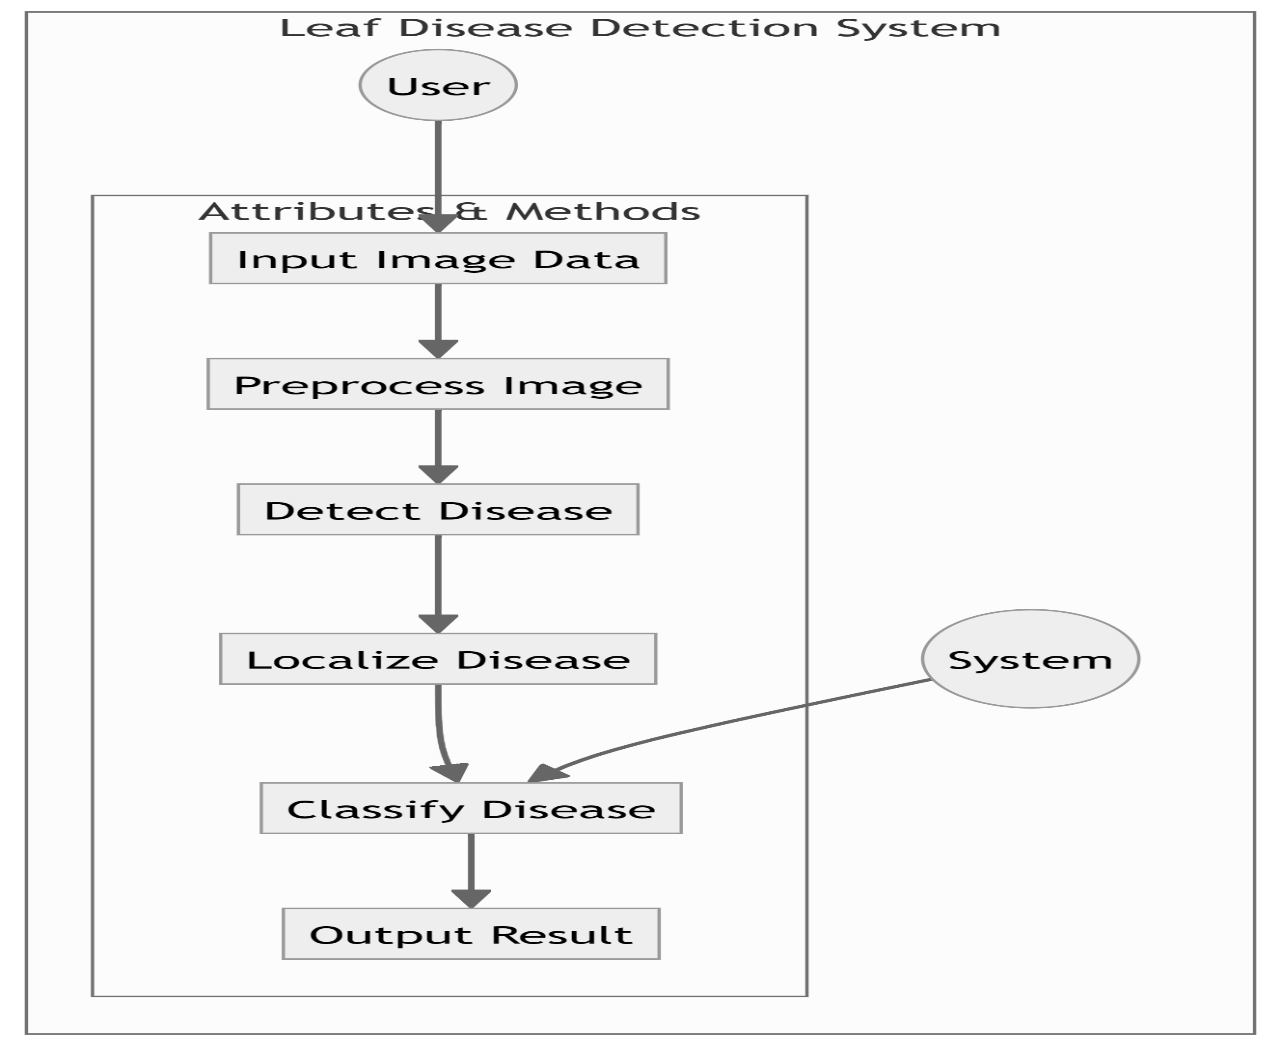 Leaf Disease Detection System
User
Attributes & Methods
Input Image Data
Preprocess Image
Detect Disease
Localize Disease
System
Classify Disease
Output Result